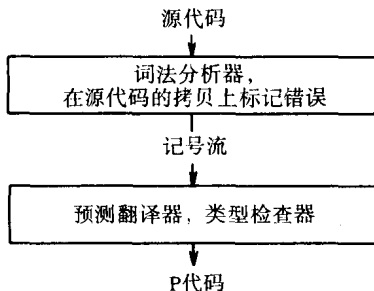 源代码
词法分析器，
在源代码的拷贝上标记错误
记号流
预测翻译器，类型检查器
P代码